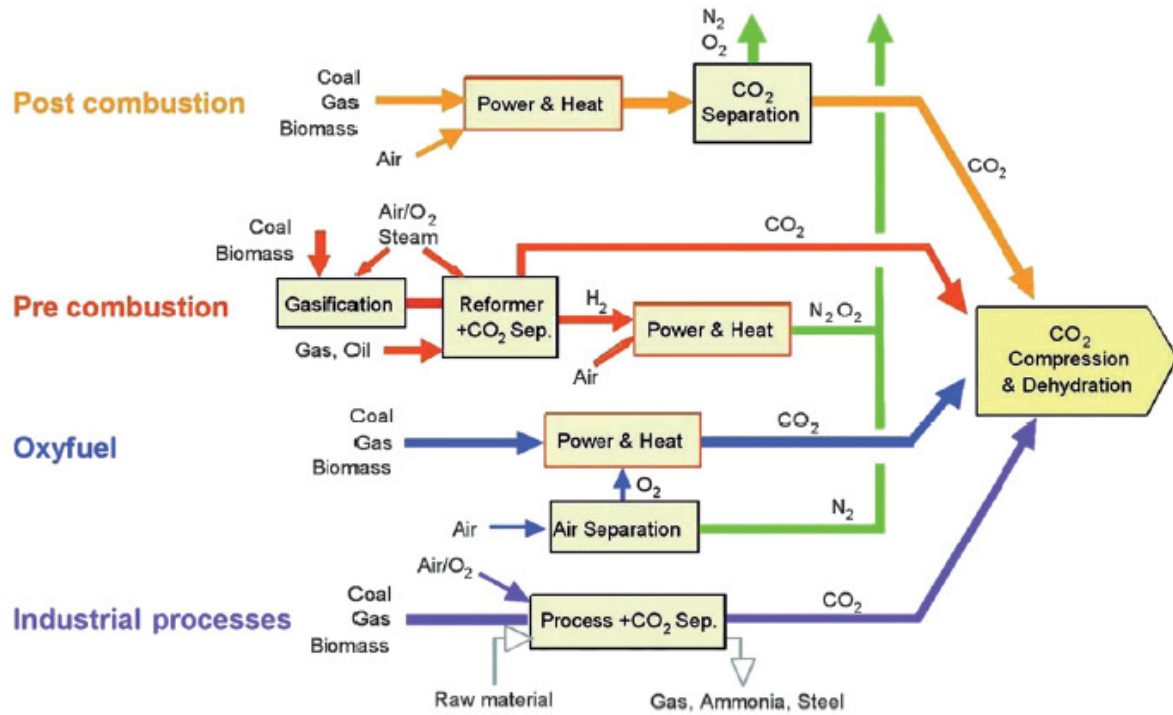 N₂
O₂
Coal
Gas
Biomass
Post combustion
Power & Heat
CO₂
Separation
Air
CO₂
Air/O₂
Steam
Coal
Biomass
CO₂
Pre combustion
Gasification
Reformer
+CO₂ Sep.
H₂
Power & Heat
N₂ O₂
Gas, Oil
Air
CO₂
Compression
& Dehydration
Coal
Gas
Biomass
Oxyfuel
Power & Heat
CO₂
O₂
Air
Air Separation
N₂
Air/O₂
Coal
Gas
Biomass
Industrial processes
Process +CO₂ Sep.
CO₂
Raw material
Gas, Ammonia, Steel